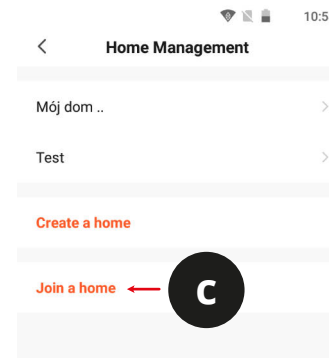 10:5
Home Management
Mój dom ..
Test
Create a home
Join a home
C